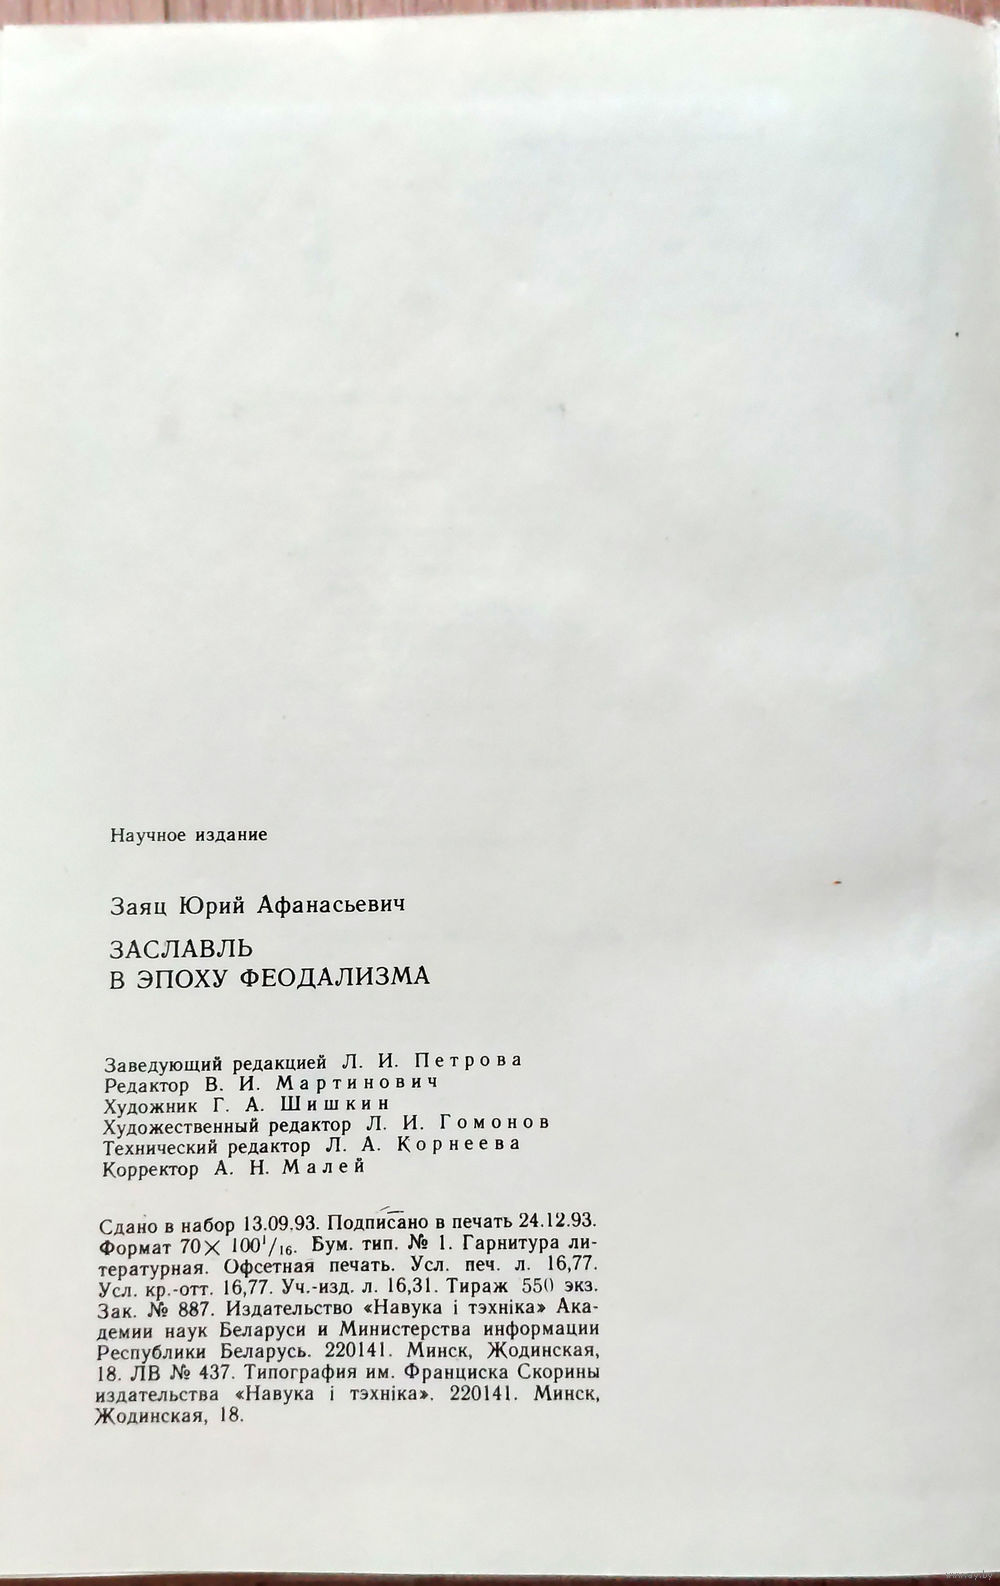 Научное издание
Заяц Юрий Афанасьевич
ЗАСЛАВЛЬ
В ЭПОХУ ФЕОДАЛИЗМА
Заведующий редакцией Л. И. Петрова
Редактор В. И. Мартинович
Художник Г. А. Шишкин
Художественный редактор Л. И. Гомонов
Технический редактор Л. А. Корнеева
Корректор А. Н. Малей
Сдано в набор 13.09.93. Подписано в печать 24.12.93.
Формат 70× 100¹/₁₆. Бум. тип. № 1. Гарнитура ли-
тературная. Офсетная печать. Усл. печ. л. 16,77.
Усл. кр.-отт. 16,77. Уч.-изд. л. 16,31. Тираж 550 экз.
Зак. № 887. Издательство «Навука і тэхніка» Ака-
демии наук Беларуси и Министерства информации
Республики Беларусь. 220141. Минск, Жодинская,
18. ЛВ № 437. Типография им. Франциска Скорины
издательства «Навука і тэхніка». 220141. Минск,
Жодинская, 18.
www.ay.by